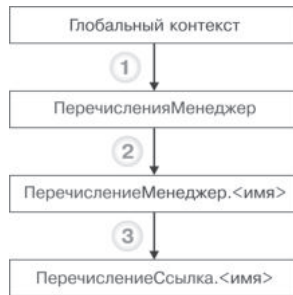 Глобальный контекст
1
ПеречисленияМенеджер
2
ПеречислениеМенеджер.<имя>
3
ПеречислениеСсылка.<имя>